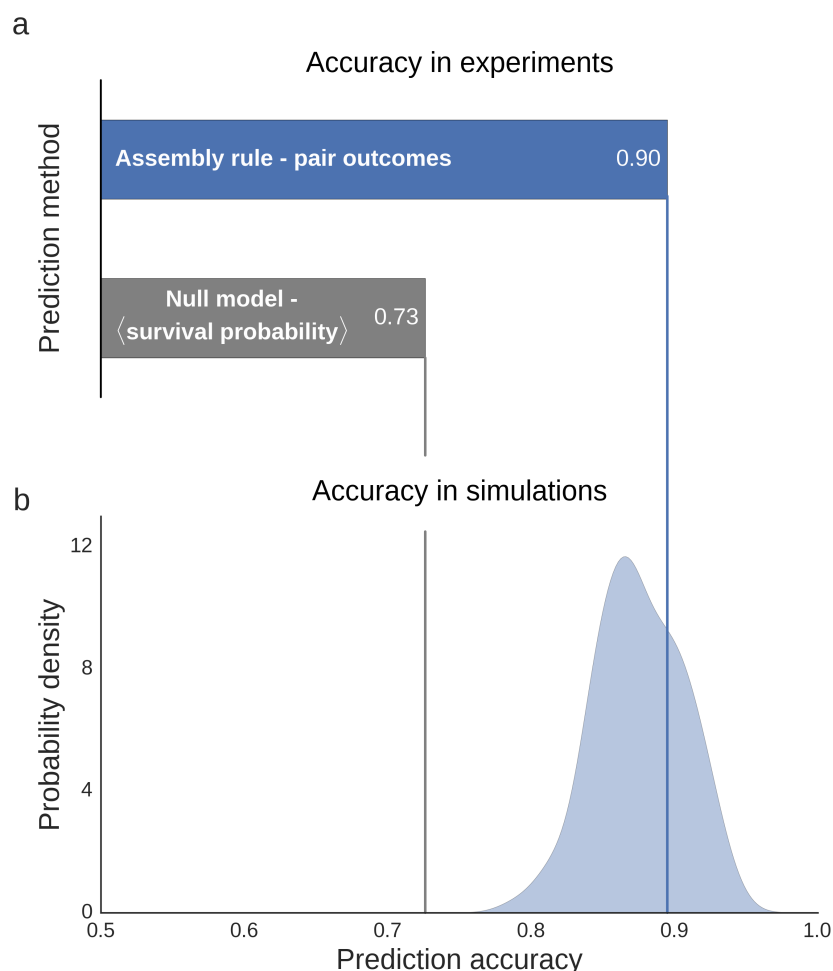 a
Accuracy in experiments
Prediction method
Assembly rule - pair outcomes
0.90
Null model -
〈survival probability〉
0.73
b
Accuracy in simulations
Probability density
12
8
4
0
0.5 0.6 0.7 0.8 0.9 1.0
Prediction accuracy